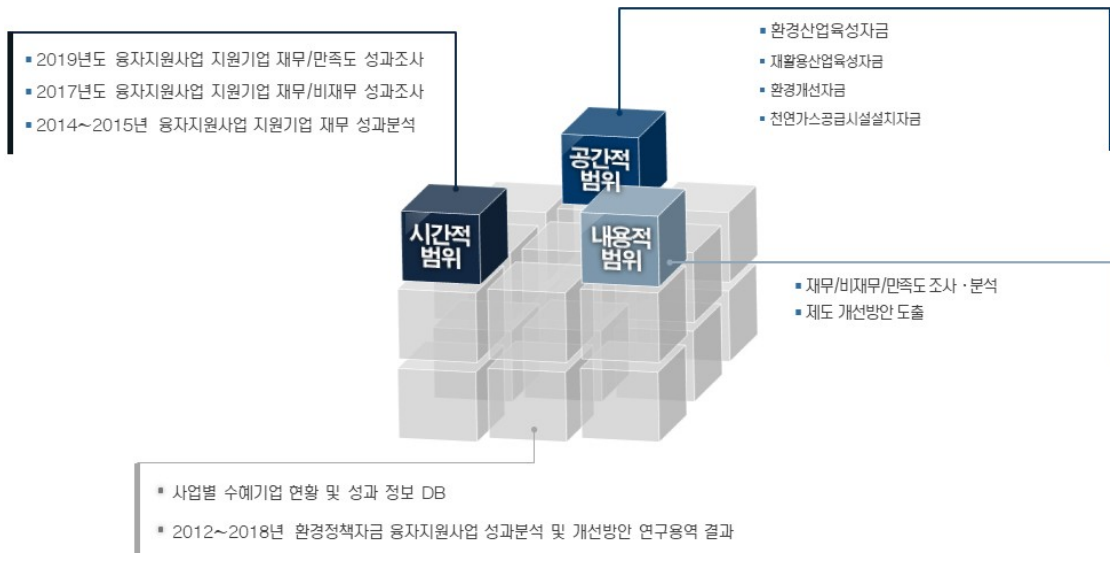 2019년도 융자지원사업 지원기업 재무/만족도 성과조사
2017년도 융자지원사업 지원기업 재무/비재무 성과조사
2014~2015년 융자지원사업 지원기업 재무 성과분석
환경산업육성자금
재활용산업육성자금
환경개선자금
천연가스공급시설설치자금
공간적
범위
시간적
범위
내용적
범위
재무/비재무/만족도 조사 · 분석
제도 개선방안 도출
사업별 수혜기업 현황 및 성과 정보 DB
2012~2018년 환경정책자금 융자지원사업 성과분석 및 개선방안 연구용역 결과